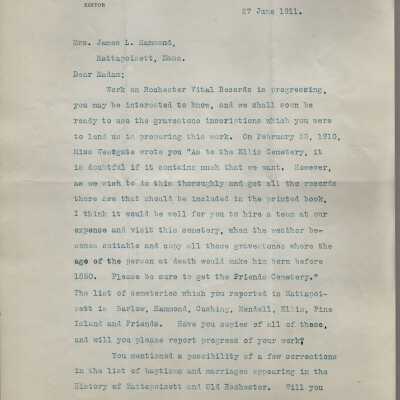 EDITOR
27 June 1911.
Mrs. James L. Hammond,
Mattapoisett, Mass.
Dear Madam;
Work on Rochester Vital Records is progressing,
you may be interested to know, and we shall soon be
ready to use the gravestone inscriptions which you were
to lend us in preparing this work. On February 23, 1910,
Miss Westgate wrote you "As to the Ellis Cemetery, it
is doubtful if it contains much that we want. However,
as we wish to do this thoroughly and get all the records
there are that should be included in the printed book,
I think it would be well for you to hire a team at our
expense and visit this cemetery, when the weather be-
comes suitable and copy all those gravestones where the
age of the person at death would make him born before
1850. Please be sure to get the Friends Cemetery."
The list of cemeteries which you reported in Mattapoi-
sett is Barlow, Hammond, Cushing, Mendell, Ellis, Pine
Island and Friends. Have you copies of all of these,
and will you please report progress of your work?
You mentioned a possibility of a few corrections
in the list of baptisms and marriages appearing in the
History of Mattapoisett and Old Rochester. Will you